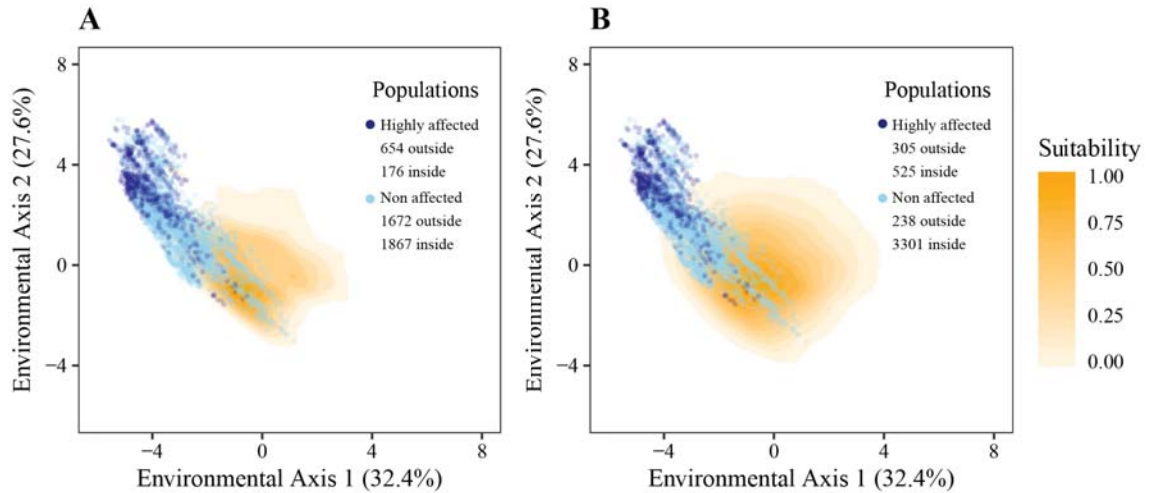 A
Environmental Axis 2 (27.6%)
8
4
0
−4
−4
0
4
8
Environmental Axis 1 (32.4%)
Populations
Highly affected
654 outside
176 inside
Non affected
1672 outside
1867 inside
B
Environmental Axis 2 (27.6%)
8
4
0
−4
−4
0
4
8
Environmental Axis 1 (32.4%)
Populations
Highly affected
305 outside
525 inside
Non affected
238 outside
3301 inside
Suitability
1.00
0.75
0.50
0.25
0.00